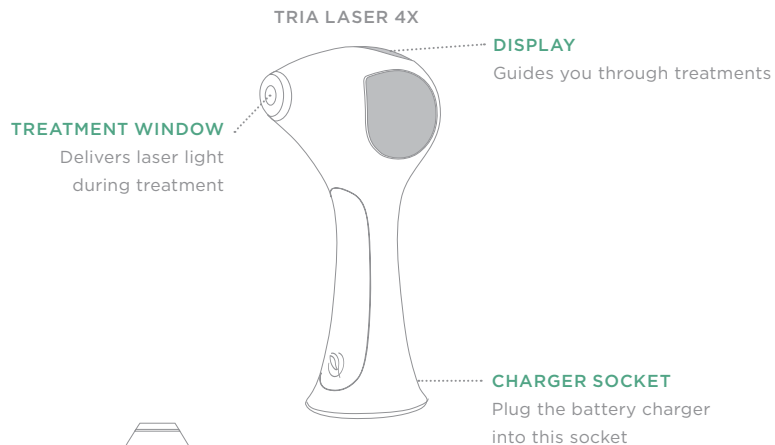 TRIA LASER 4X
DISPLAY
Guides you through treatments
TREATMENT WINDOW
Delivers laser light
during treatment
CHARGER SOCKET
Plug the battery charger
into this socket